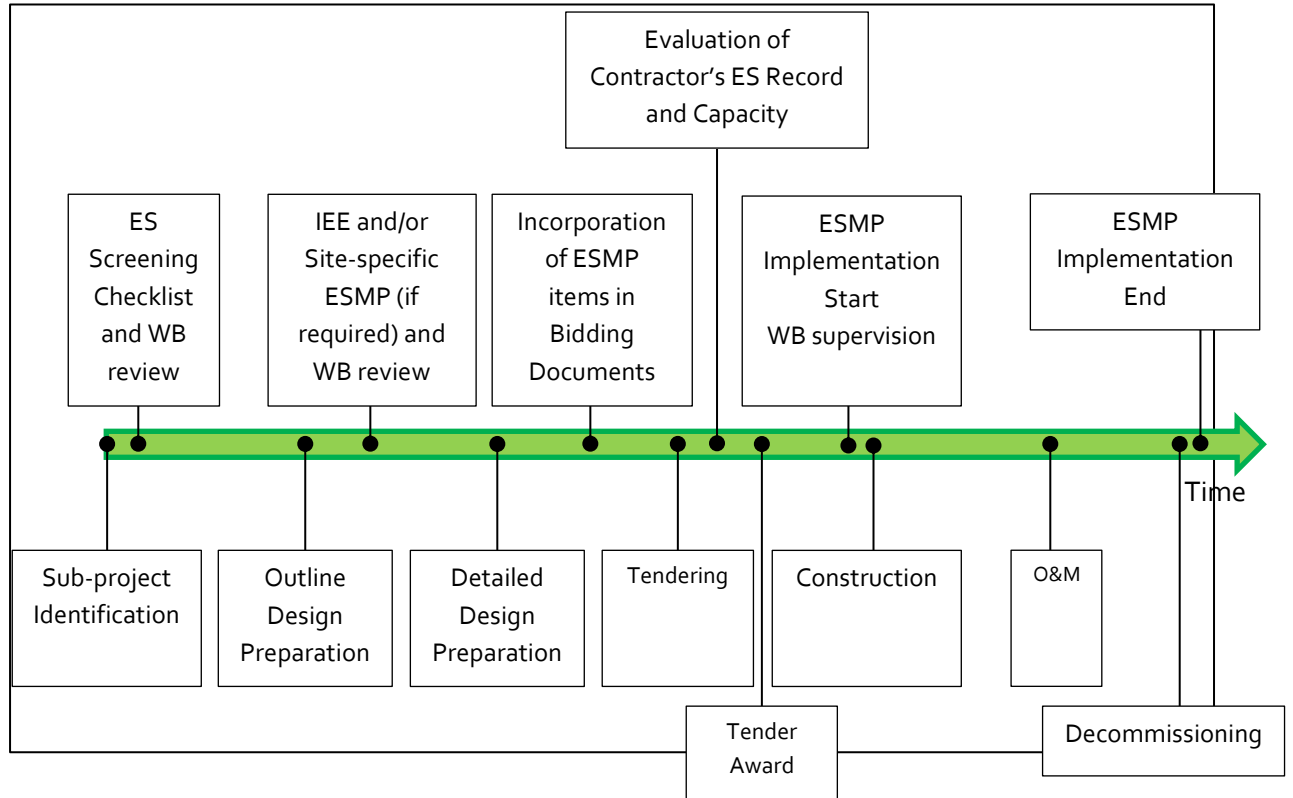 Evaluation of
Contractor's ES Record
and Capacity
ES
Screening
Checklist
and WB
review
IEE and/or
Site-specific
ESMP (if
required) and
WB review
Incorporation
of ESMP
items in
Bidding
Documents
ESMP
Implementation
Start
WB supervision
ESMP
Implementation
End
Time
Sub-project
Identification
Outline
Design
Preparation
Detailed
Design
Preparation
Tendering
Construction
O&M
Tender
Award
Decommissioning